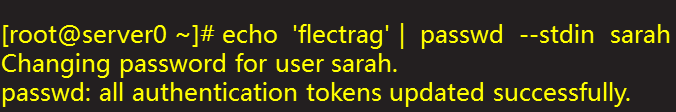 [root@server0 ~]# echo 'flectrag' | passwd --stdin sarah
Changing password for user sarah.
passwd: all authentication tokens updated successfully.